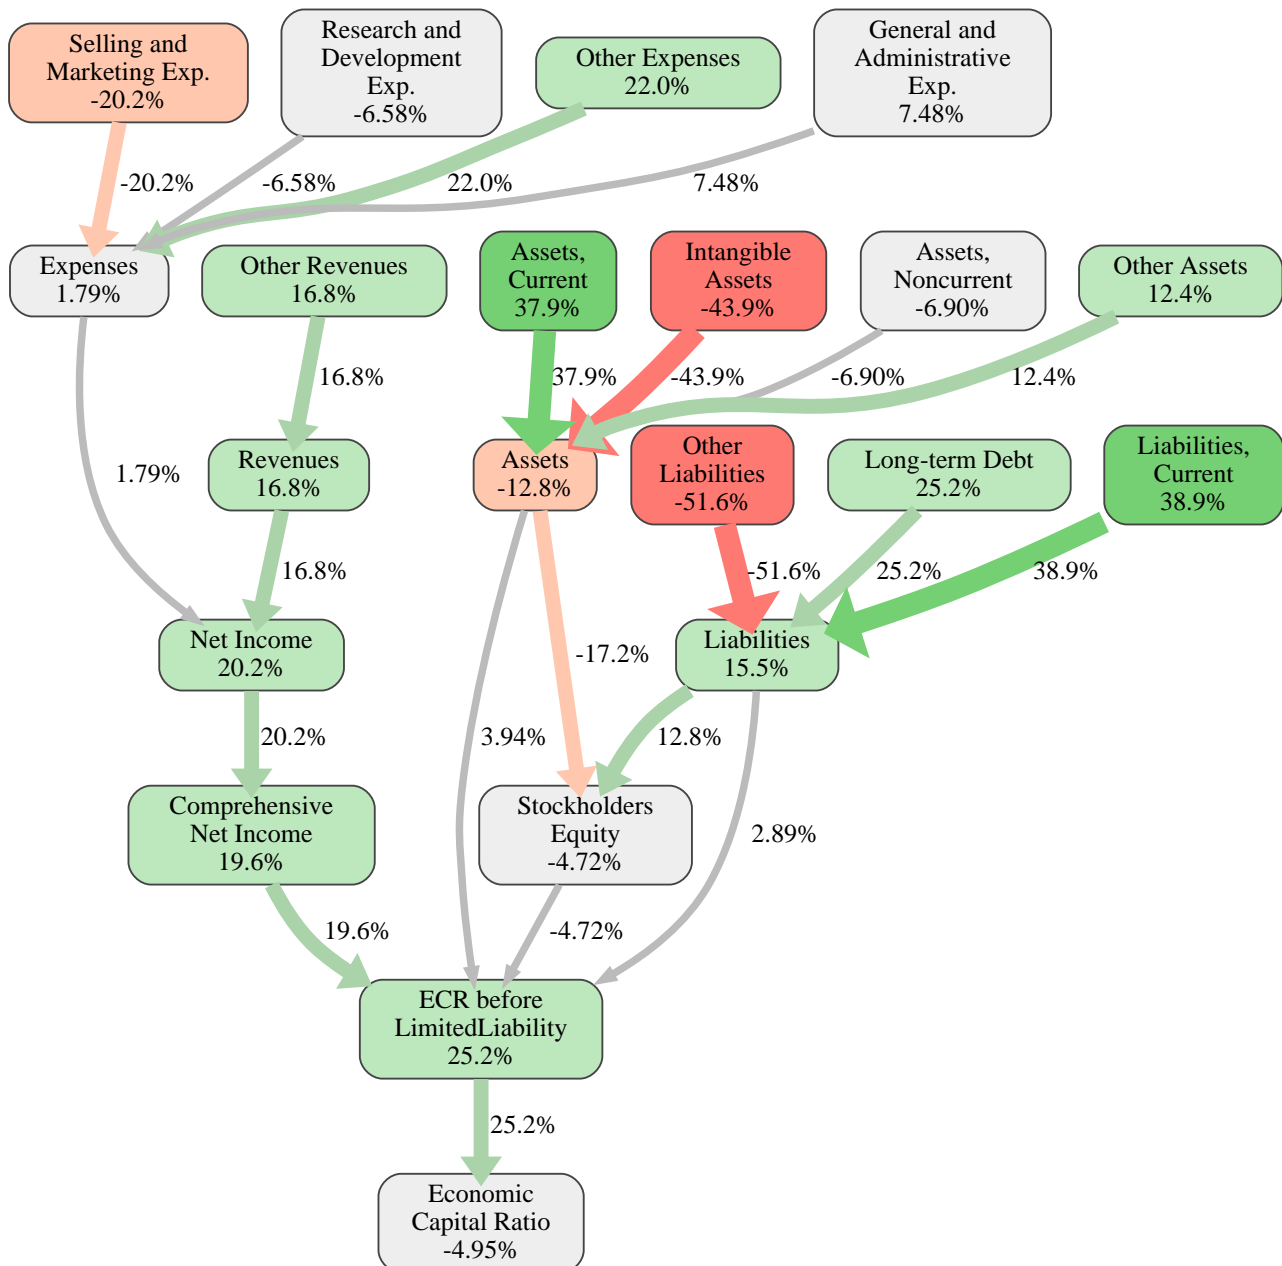 Selling and
Marketing Exp.
-20.2%
Research and
Development
Exp.
-6.58%
Other Expenses
22.0%
General and
Administrative
Exp.
7.48%
-20.2%
-6.58%
22.0%
7.48%
Expenses
1.79%
Other Revenues
16.8%
Assets,
Current
37.9%
Intangible
Assets
-43.9%
Assets,
Noncurrent
-6.90%
Other Assets
12.4%
16.8%
37.9%
-43.9%
-6.90%
12.4%
1.79%
Revenues
16.8%
Assets
-12.8%
Other
Liabilities
-51.6%
Long-term Debt
25.2%
Liabilities,
Current
38.9%
16.8%
-51.6%
25.2%
38.9%
Net Income
20.2%
-17.2%
Liabilities
15.5%
20.2%
3.94%
12.8%
Comprehensive
Net Income
19.6%
Stockholders
Equity
-4.72%
2.89%
19.6%
-4.72%
ECR before
LimitedLiability
25.2%
25.2%
Economic
Capital Ratio
-4.95%